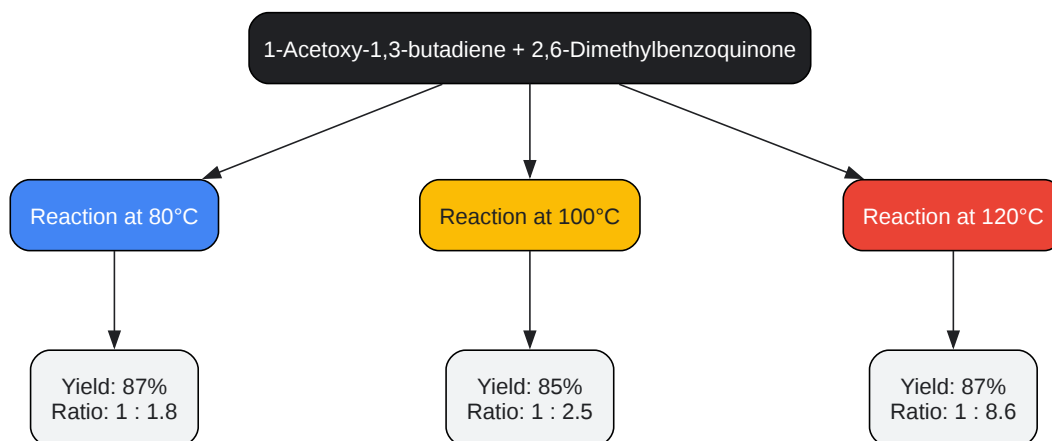 1-Acetoxy-1,3-butadiene + 2,6-Dimethylbenzoquinone
Reaction at 80°C
Reaction at 100°C
Reaction at 120°C
Yield: 87%
Ratio: 1 : 1.8
Yield: 85%
Ratio: 1 : 2.5
Yield: 87%
Ratio: 1 : 8.6